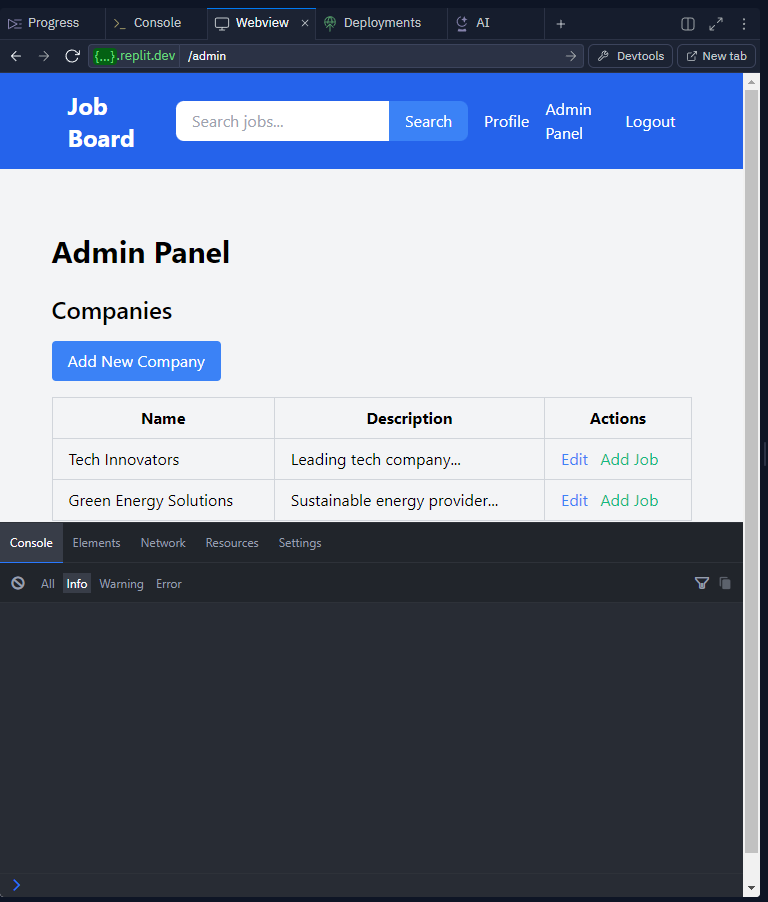 Progress Console Webview Deployments AI
{...}.replit.dev /admin Devtools New tab
Job Board
Search jobs...
Search
Profile
Admin Panel
Logout
Admin Panel
Companies
Add New Company
Name Description Actions
Tech Innovators Leading tech company... Edit Add Job
Green Energy Solutions Sustainable energy provider... Edit Add Job
Console Elements Network Resources Settings
All Info Warning Error